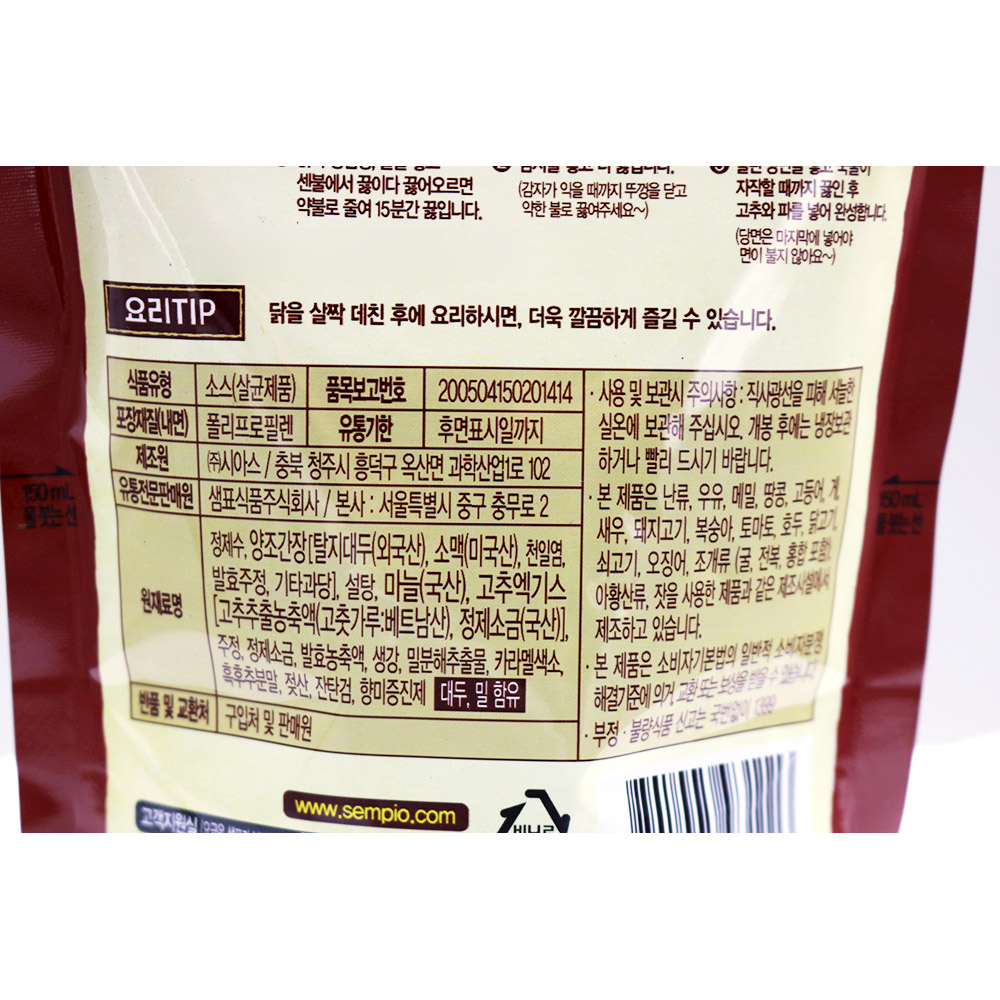 센불에서 끓이다 끓어오르면
약불로 줄여 15분간 끓입니다.
(감자가 익을 때까지 뚜껑을 닫고
약한 불로 끓여주세요~)
자작할 때까지 끓인 후
고추와 파를 넣어 완성합니다.
(당면은 마지막에 넣어야
면이 불지 않아요~)
요리TIP 닭을 살짝 데친 후에 요리하시면, 더욱 깔끔하게 즐길 수 있습니다.
식품유형 소스(살균제품) 품목보고번호 200504150201414
포장재질(내면) 폴리프로필렌 유통기한 후면표시일까지
제조원 ㈜시아스 / 충북 청주시 흥덕구 옥산면 과학산업1로 102
유통전문판매원 샘표식품주식회사 / 본사 : 서울특별시 중구 충무로 2
원재료명
정제수, 양조간장[탈지대두(외국산), 소맥(미국산), 천일염,
발효주정, 기타과당], 설탕, 마늘(국산), 고추엑기스
[고추추출농축액(고춧가루:베트남산), 정제소금(국산)],
주정, 정제소금, 발효농축액, 생강, 밀분해추출물, 카라멜색소,
흑후추분말, 젖산, 잔탄검, 향미증진제 대두, 밀 함유
반품 및 교환처 구입처 및 판매원
· 사용 및 보관시 주의사항 : 직사광선을 피해 서늘한
실온에 보관해 주십시오. 개봉 후에는 냉장보관
하거나 빨리 드시기 바랍니다.
· 본 제품은 난류, 우유, 메밀, 땅콩, 고등어, 게,
새우, 돼지고기, 복숭아, 토마토, 호두, 닭고기,
쇠고기, 오징어, 조개류 (굴, 전복, 홍합 포함),
아황산류, 잣을 사용한 제품과 같은 제조시설에서
제조하고 있습니다.
· 본 제품은 소비자기본법의 일반적 소비자분쟁
해결기준에 의거, 교환 또는 보상을 받을 수 있습니다.
· 부정 · 불량식품 신고는 국번없이 1399
150mL
물붓는선
150mL
물붓는선
www.sempio.com
고객지원실
비닐류